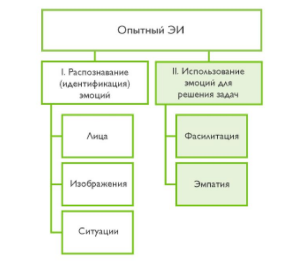 Опытный ЭИ
I. Распознавание
(идентификация)
эмоций
Лица
Изображения
Ситуации
II. Использование
эмоций для
решения задач
Фасилитация
Эмпатия